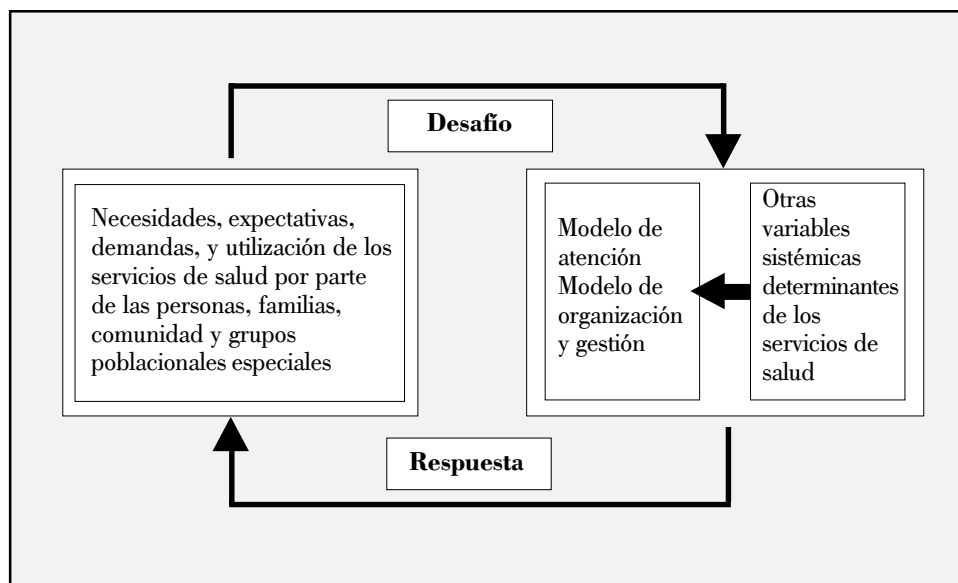 Desafío
Necesidades, expectativas,
demandas, y utilización de los
servicios de salud por parte
de las personas, familias,
comunidad y grupos
poblacionales especiales
Modelo de
atención
Modelo de
organización
y gestión
Otras
variables
sistémicas
determinantes
de los
servicios de
salud
Respuesta